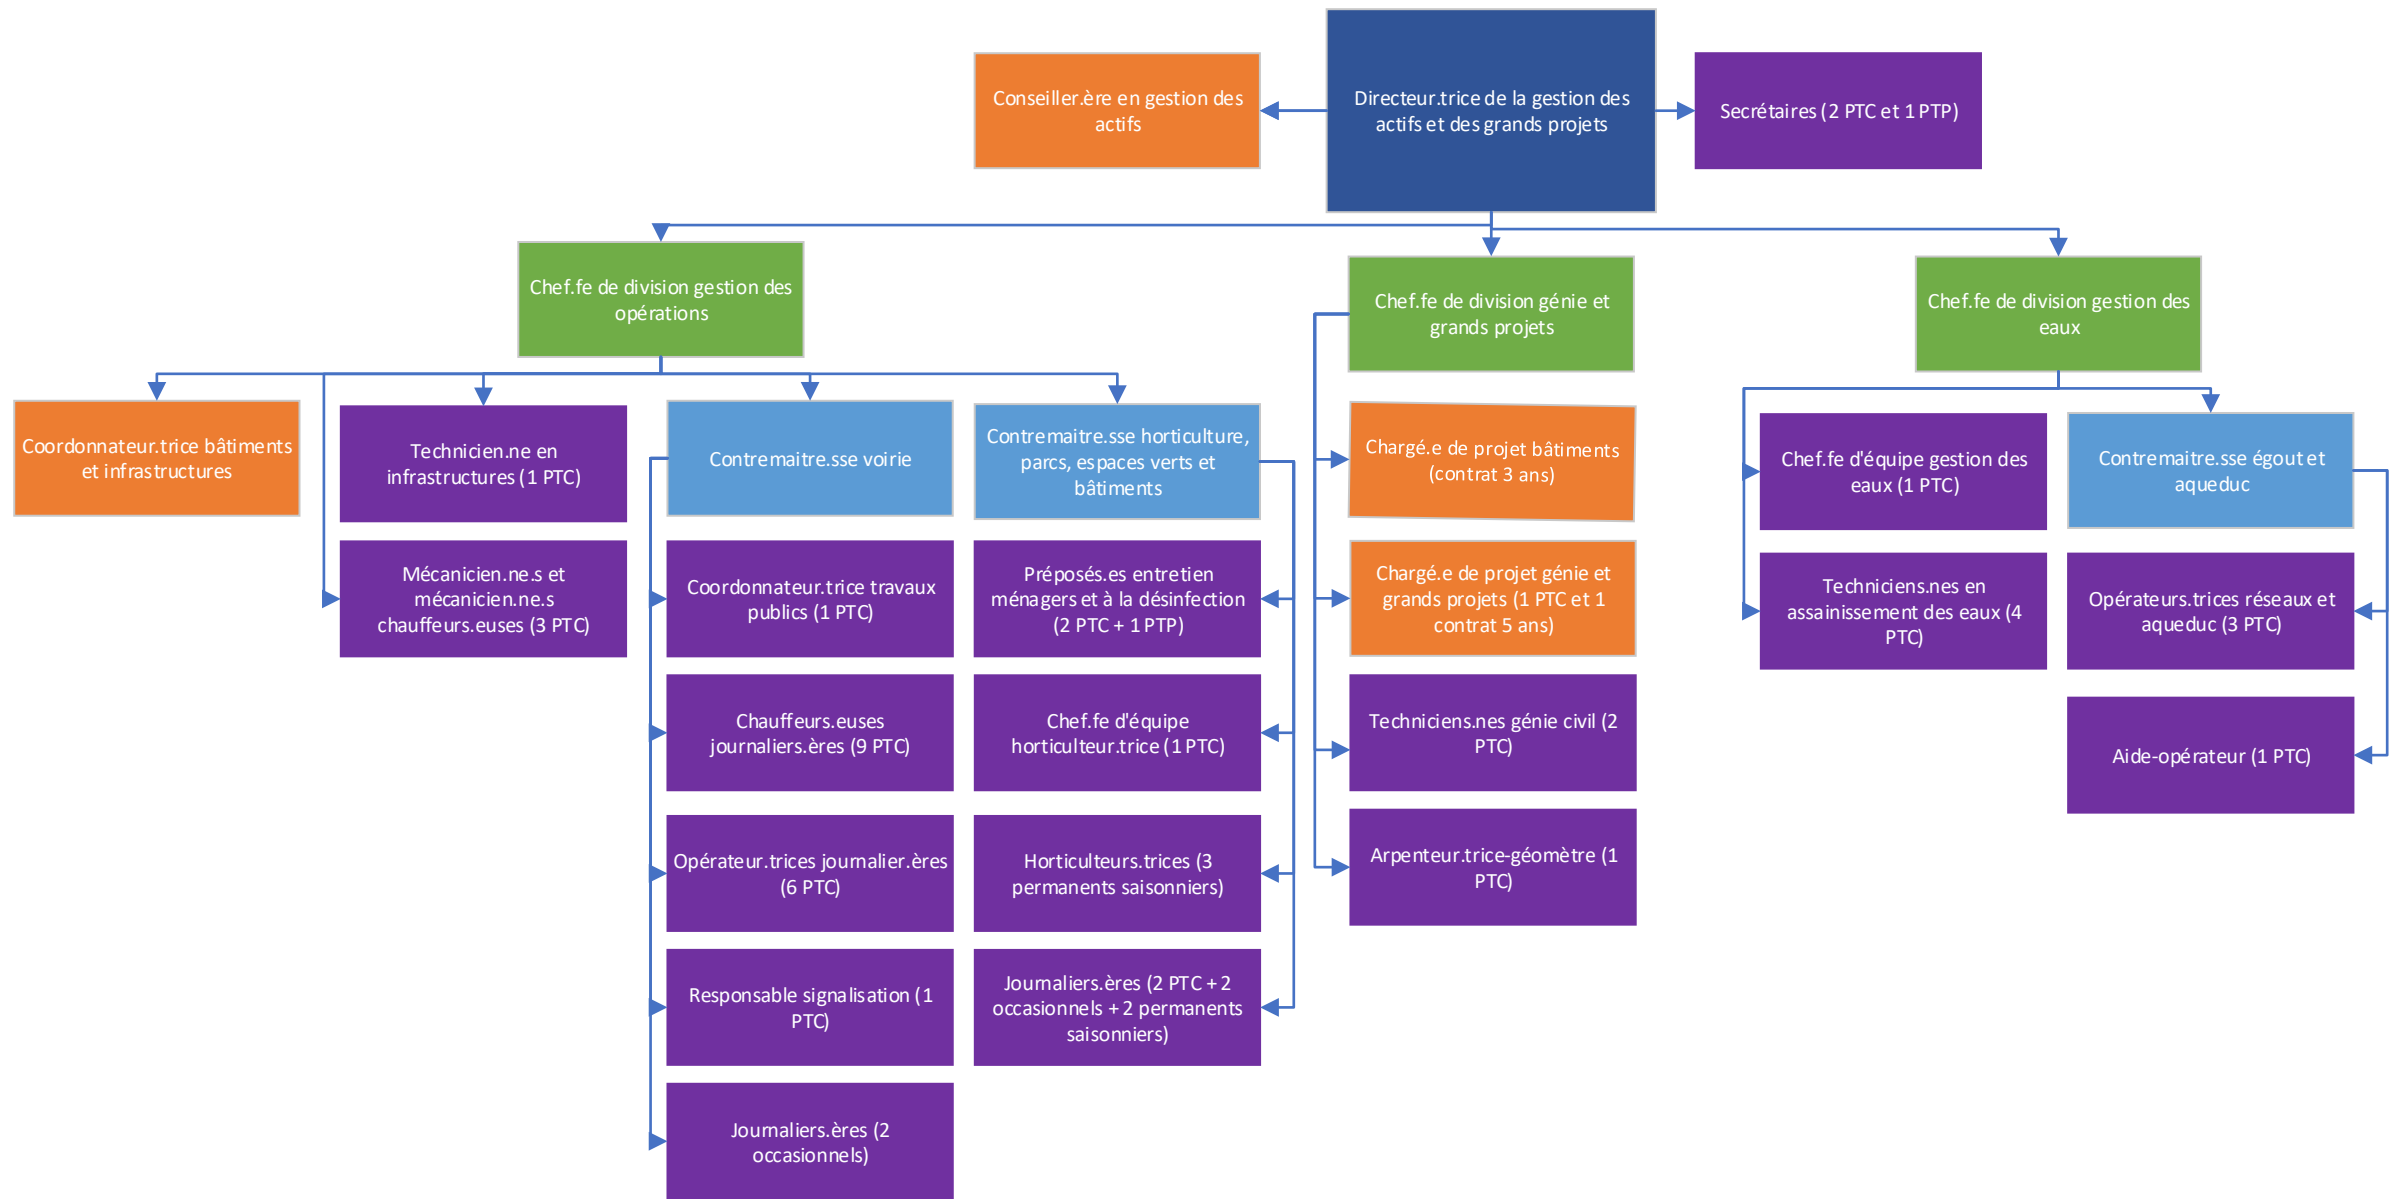 Conseiller.ère en gestion des
actifs
Directeur.trice de la gestion des
actifs et des grands projets
Secrétaires (2 PTC et 1 PTP)
Chef.fe de division gestion des
opérations
Chef.fe de division génie et
grands projets
Chef.fe de division gestion des
eaux
Coordonnateur.trice bâtiments
et infrastructures
Technicien.ne en
infrastructures (1 PTC)
Mécanicien.ne.s et
mécanicien.ne.s
chauffeurs.euses (3 PTC)
Contremaitre.sse voirie
Coordonnateur.trice travaux
publics (1 PTC)
Chauffeurs.euses
journaliers.ères (9 PTC)
Opérateur.trices journalier.ères
(6 PTC)
Responsable signalisation (1
PTC)
Journaliers.ères (2
occasionnels)
Contremaitre.sse horticulture,
parcs, espaces verts et
bâtiments
Préposés.es entretien
ménagers et à la désinfection
(2 PTC + 1 PTP)
Chef.fe d'équipe
horticulteur.trice (1 PTC)
Horticulteurs.trices (3
permanents saisonniers)
Journaliers.ères (2 PTC + 2
occasionnels + 2 permanents
saisonniers)
Chargé.e de projet bâtiments
(contrat 3 ans)
Chargé.e de projet génie et
grands projets (1 PTC et 1
contrat 5 ans)
Techniciens.nes génie civil (2
PTC)
Arpenteur.trice-géomètre (1
PTC)
Chef.fe d'équipe gestion des
eaux (1 PTC)
Techniciens.nes en
assainissement des eaux (4
PTC)
Contremaitre.sse égout et
aqueduc
Opérateurs.trices réseaux et
aqueduc (3 PTC)
Aide-opérateur (1 PTC)